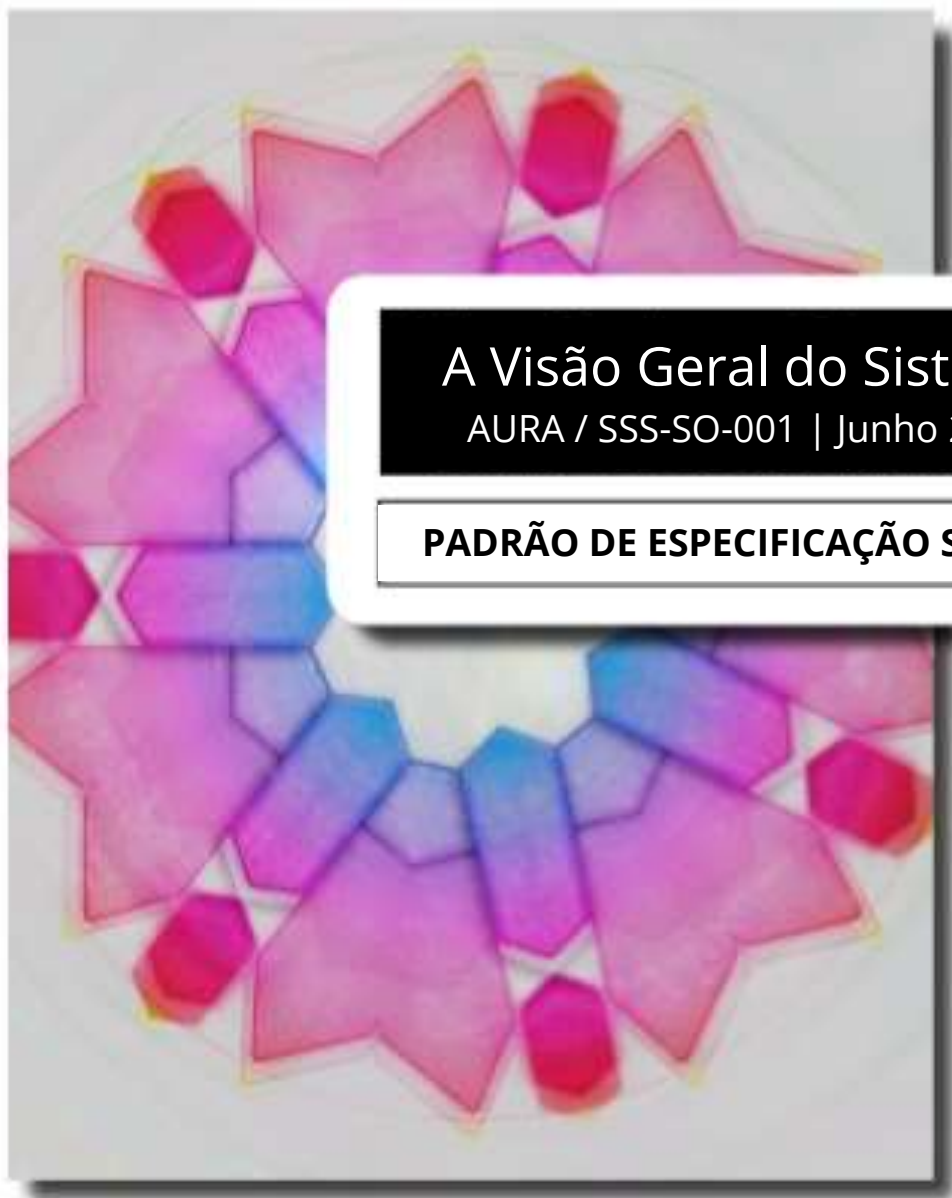 A Visão Geral do Sist
AURA / SSS-SO-001 | Junho
PADRÃO DE ESPECIFICAÇÃO